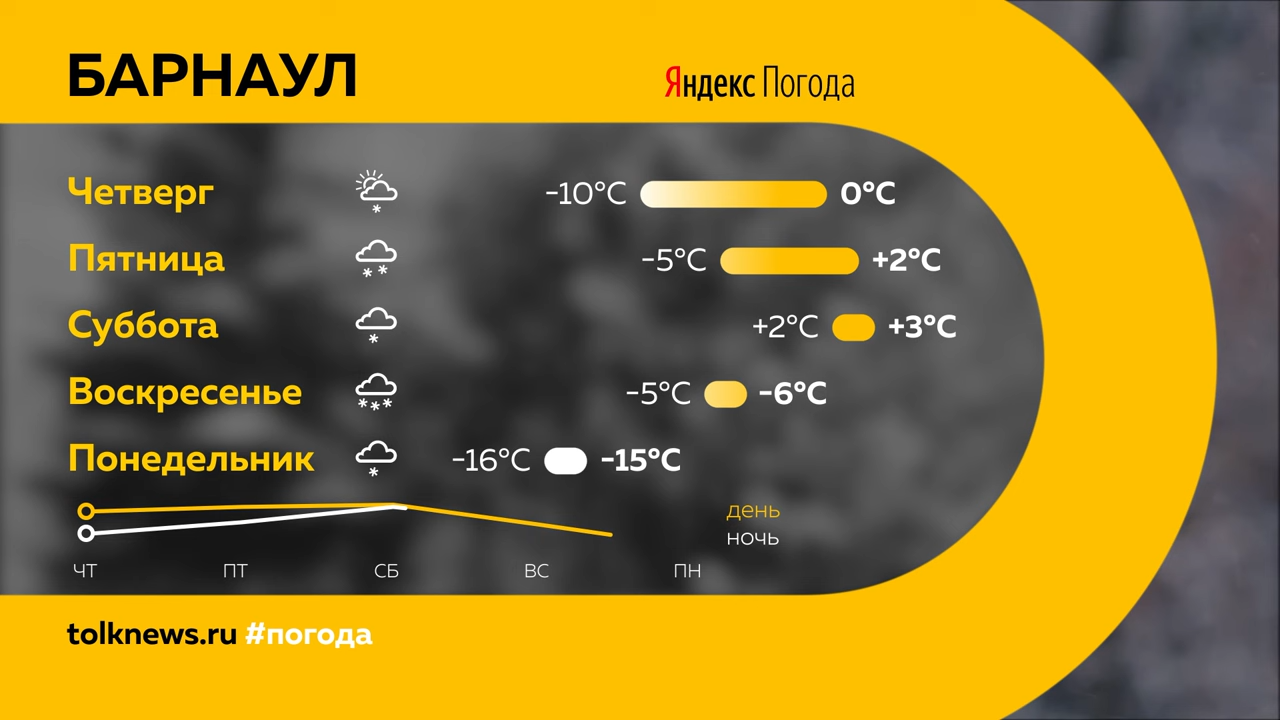 БАРНАУЛ
Яндекс Погода
Четверг -10°C 0°C
Пятница -5°C +2°C
Суббота +2°C +3°C
Воскресенье -5°C -6°C
Понедельник -16°C -15°C
день
ночь
ЧТ ПТ СБ ВС ПН
tolknews.ru #погода